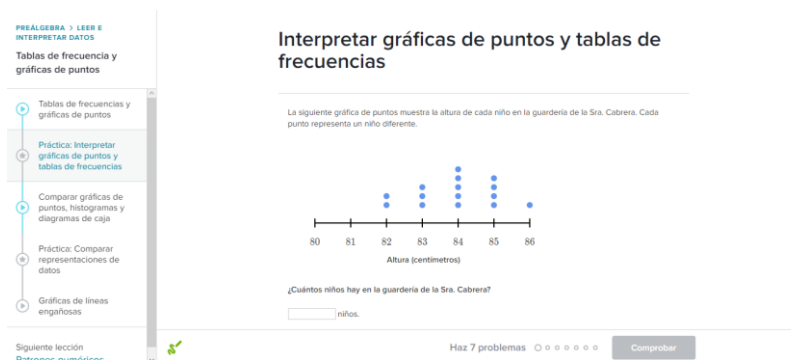 PREÁLGEBRA > LEER E
INTERPRETAR DATOS
Tablas de frecuencia y
gráficas de puntos
Tablas de frecuencias y
gráficas de puntos
Práctica: Interpretar
gráficas de puntos y
tablas de frecuencias
Comparar gráficas de
puntos, histogramas y
diagramas de caja
Práctica: Comparar
representaciones de
datos
Gráficas de líneas
engañosas
Siguiente lección
Patrones numéricos
Interpretar gráficas de puntos y tablas de
frecuencias
La siguiente gráfica de puntos muestra la altura de cada niño en la guardería de la Sra. Cabrera. Cada
punto representa un niño diferente.
80 81 82 83 84 85 86
Altura (centímetros)
¿Cuántos niños hay en la guardería de la Sra. Cabrera?
niños.
Haz 7 problemas
Comprobar